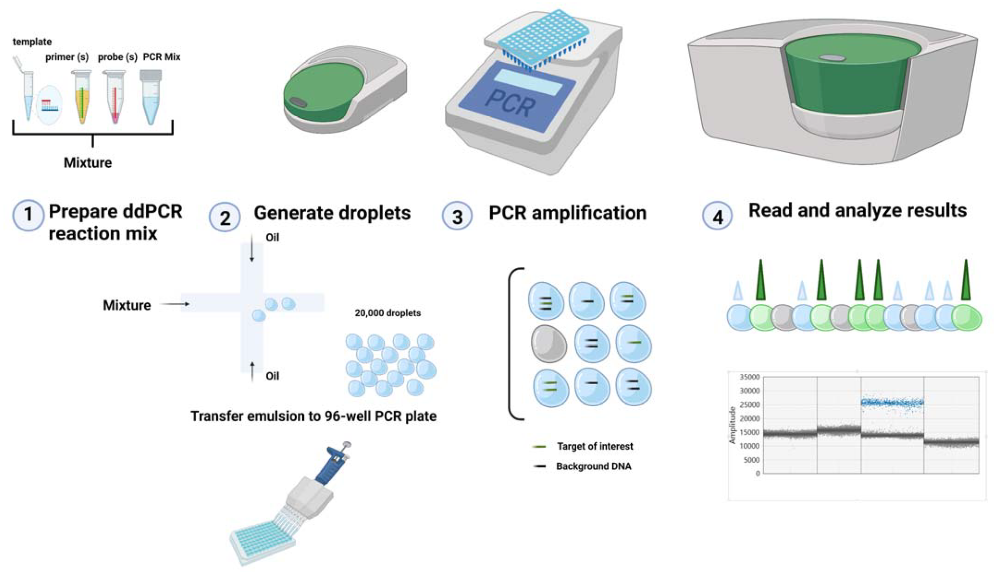 template
primer (s) probe (s) PCR Mix
Mixture
PCR
1 Prepare ddPCR
reaction mix
2 Generate droplets
Oil
Mixture
20,000 droplets
Oil
Transfer emulsion to 96-well PCR plate
3 PCR amplification
Target of interest
Background DNA
4 Read and analyze results
Amplitude
35000
30000
25000
20000
15000
10000
5000
0